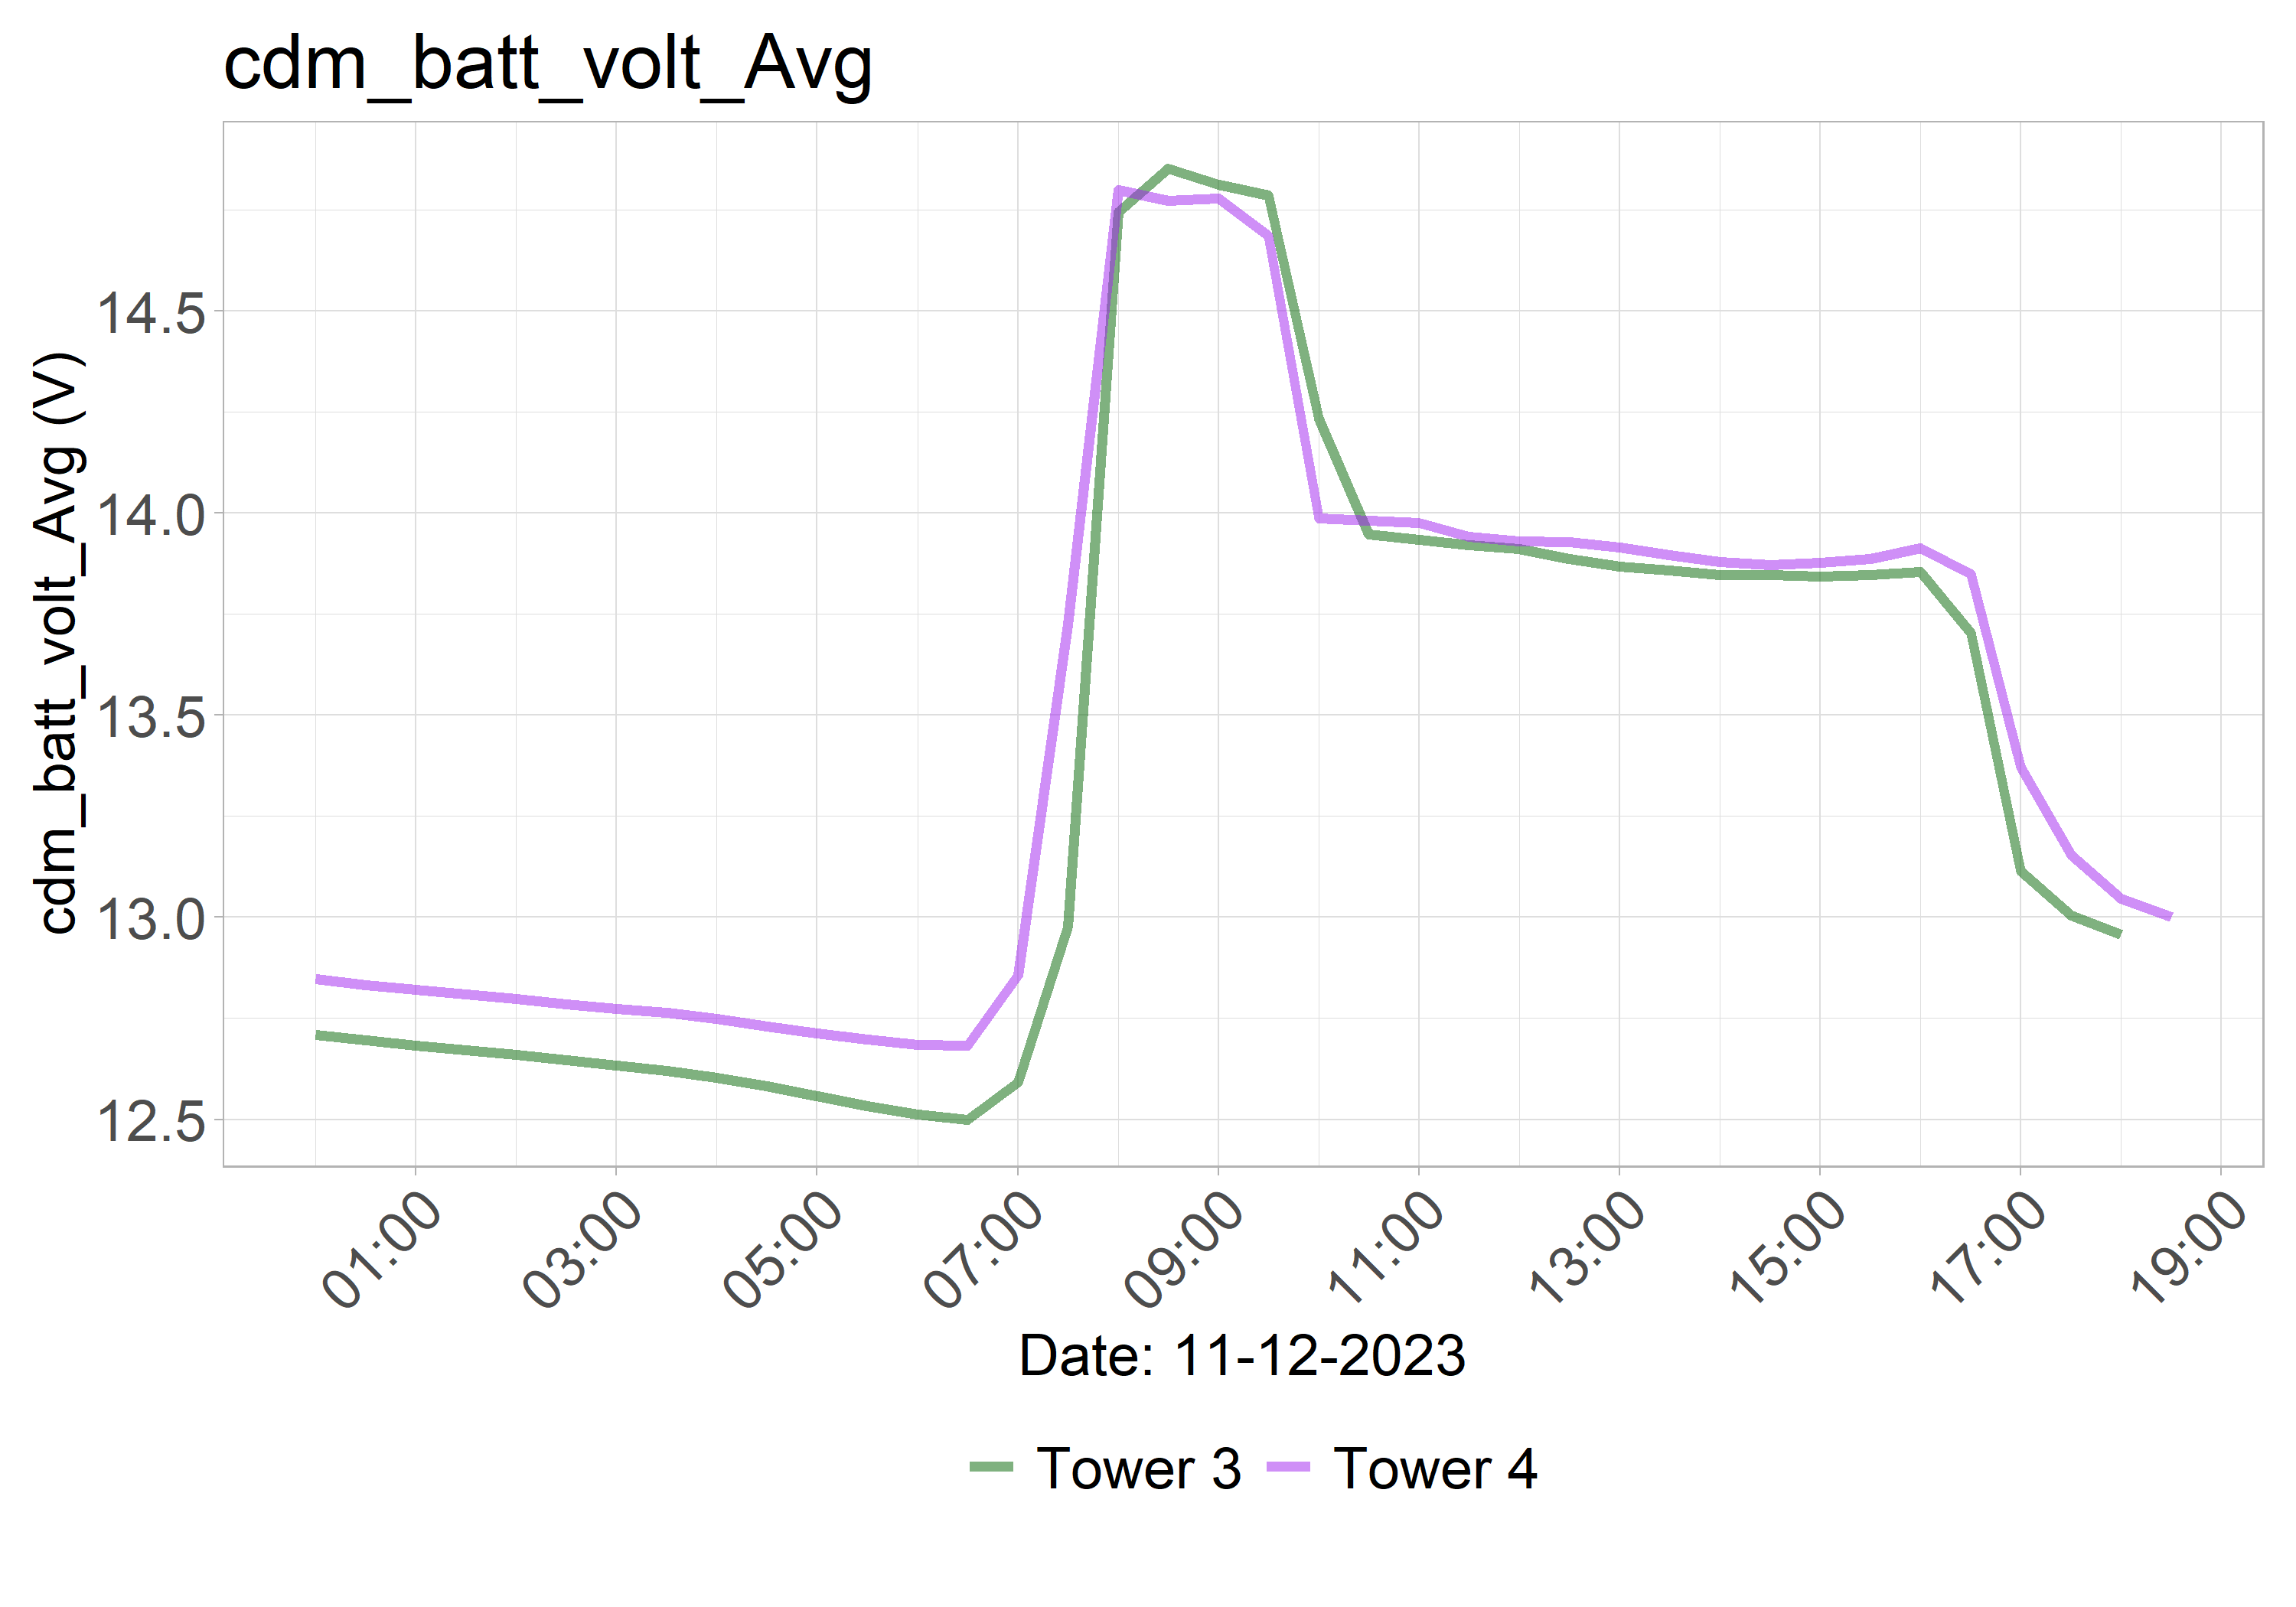 cdm_batt_volt_Avg
cdm_batt_volt_Avg (V)
14.5
14.0
13.5
13.0
12.5
01:00 03:00 05:00 07:00 09:00 11:00 13:00 15:00 17:00 19:00
Date: 11-12-2023
Tower 3 Tower 4